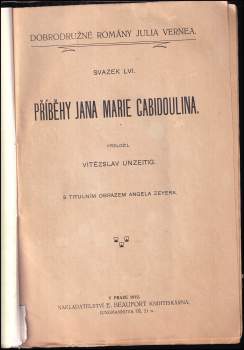 DOBRODRUŽNÉ ROMÁNY JULIA VERNEA.
SVAZEK LVI.
PŘÍBĚHY JANA MARIE CABIDOULINA.
PŘELOŽIL
VÍTĚZSLAV UNZEITIG.
S TITULNÍM OBRAZEM ANGELA ZEYERA.
V PRAZE
NAKLADATELSTVÍ E. BEAUFORT KNIHTISKÁRNA.